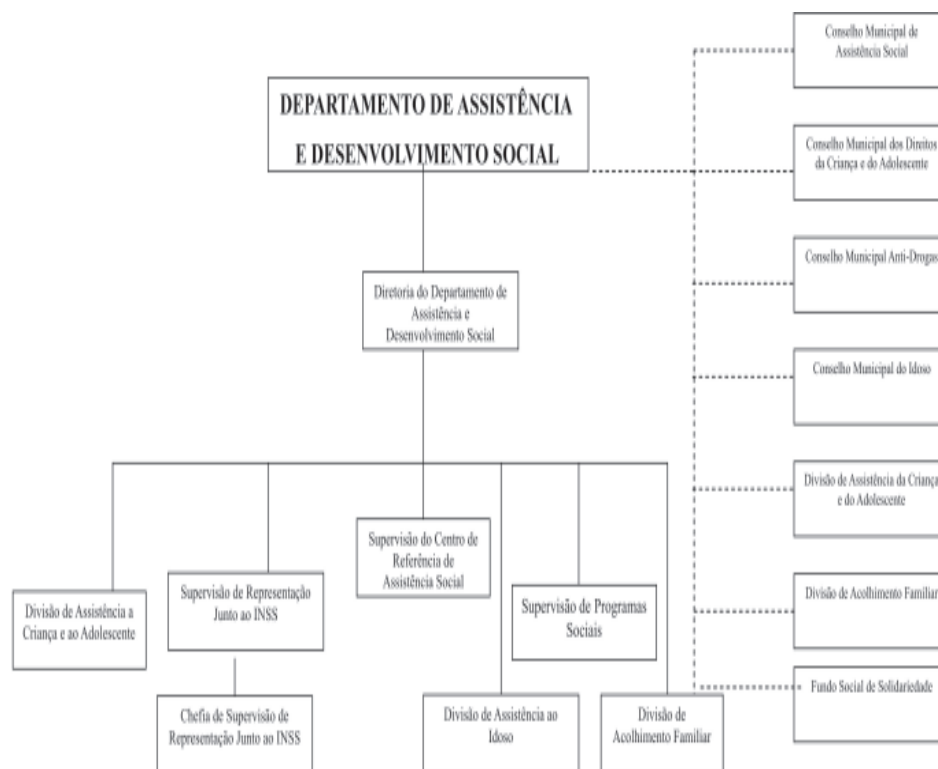 Conselho Municipal de
Assistência Social
DEPARTAMENTO DE ASSISTÊNCIA
E DESENVOLVIMENTO SOCIAL
Conselho Municipal dos Direitos
da Criança e do Adolescente
Conselho Municipal Anti-Drogas
Diretoria do Departamento de
Assistência e
Desenvolvimento Social
Conselho Municipal do Idoso
Divisão de Assistência da Criança
e do Adolescente
Supervisão do Centro de
Referência de
Assistência Social
Divisão de Assistência a
Criança e ao Adolescente
Supervisão de Representação
Junto ao INSS
Supervisão de Programas
Sociais
Divisão de Acolhimento Familiar
Fundo Social de Solidariedade
Chefia de Supervisão de
Representação Junto ao INSS
Divisão de Assistência ao
Idoso
Divisão de
Acolhimento Familiar